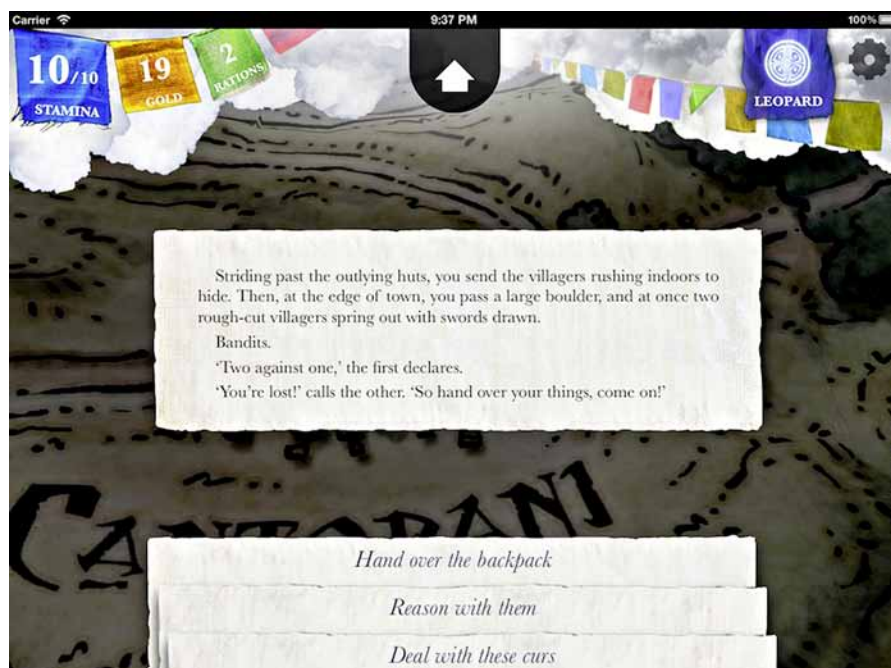 Carrier 9:37 PM 100%
10/10
STAMINA
19
GOLD
2
RATIONS
LEOPARD
Striding past the outlying huts, you send the villagers rushing indoors to
hide. Then, at the edge of town, you pass a large boulder, and at once two
rough-cut villagers spring out with swords drawn.
Bandits.
‘Two against one,’ the first declares.
‘You’re lost!’ calls the other. ‘So hand over your things, come on!’
CANTOPANI
Hand over the backpack
Reason with them
Deal with these curs